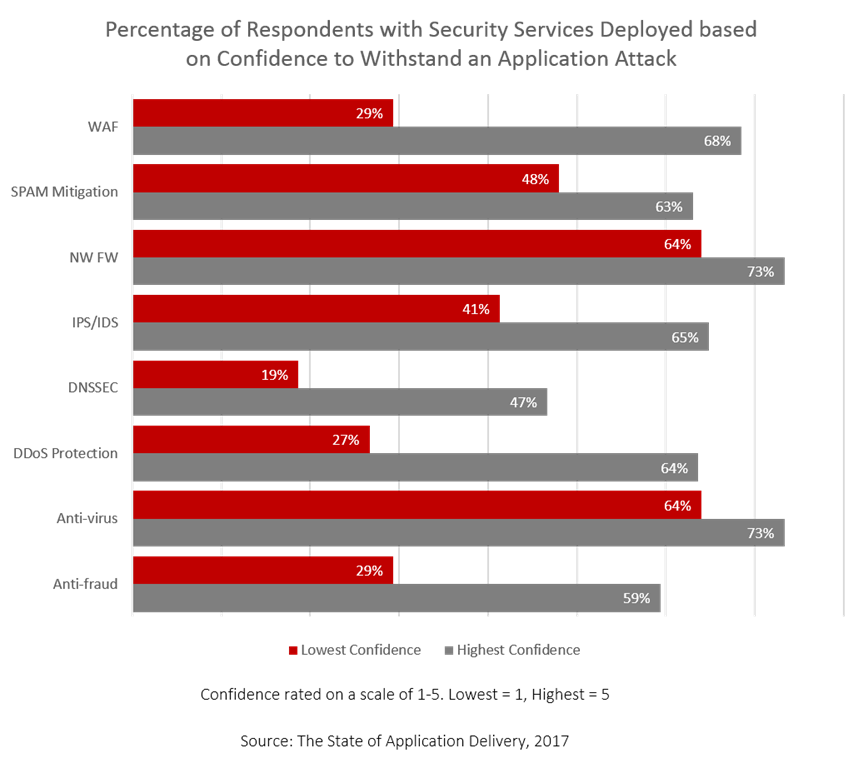 Percentage of Respondents with Security Services Deployed based
on Confidence to Withstand an Application Attack
WAF
29%
68%
SPAM Mitigation
48%
63%
NW FW
64%
73%
IPS/IDS
41%
65%
DNSSEC
19%
47%
DDoS Protection
27%
64%
Anti-virus
64%
73%
Anti-fraud
29%
59%
Lowest Confidence
Highest Confidence
Confidence rated on a scale of 1-5. Lowest = 1, Highest = 5
Source: The State of Application Delivery, 2017